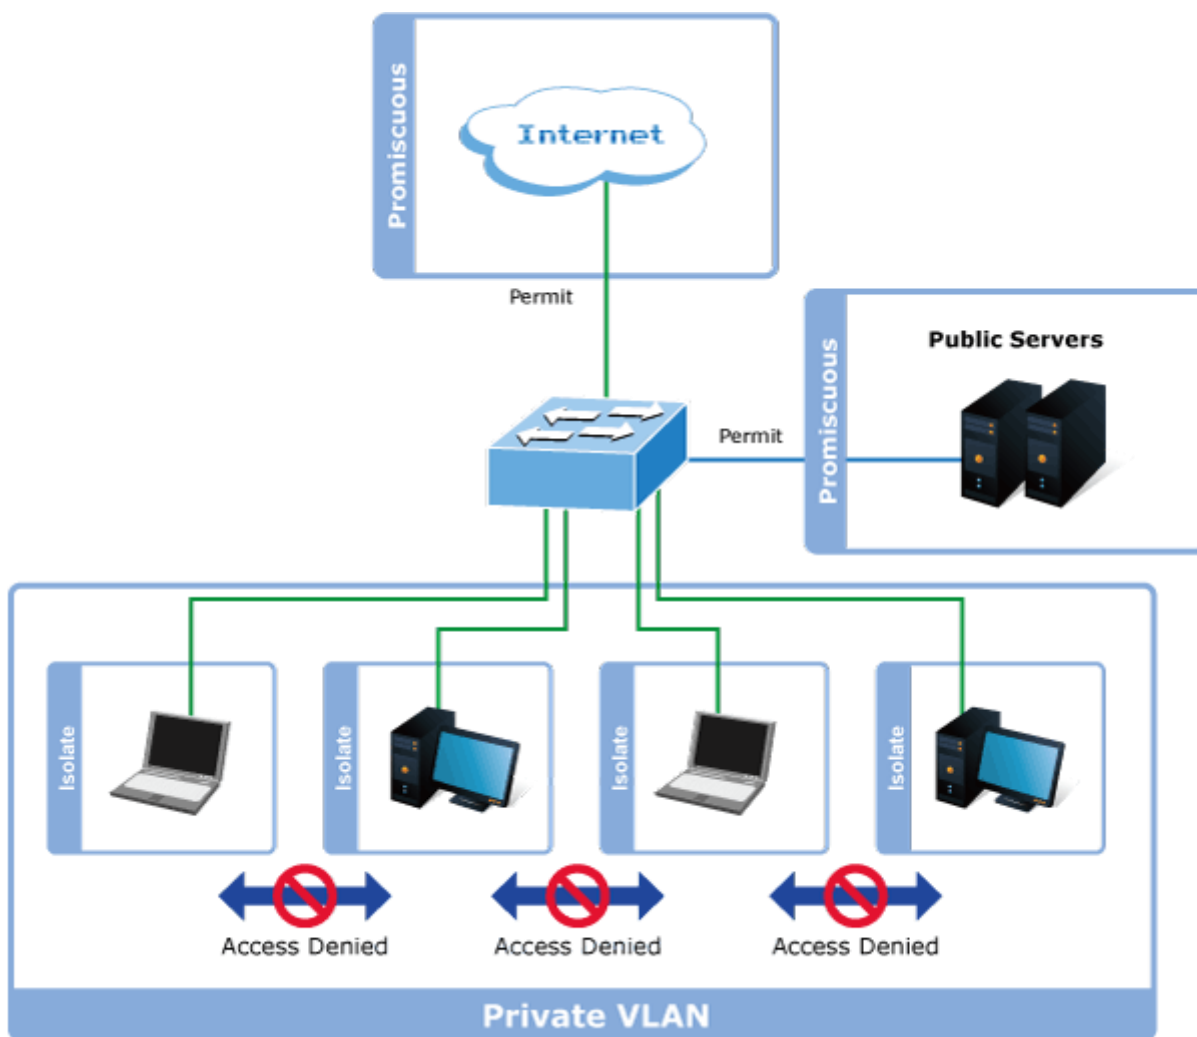 Promiscuous
Internet
Permit
Public Servers
Permit
Promiscuous
Isolate
Isolate
Isolate
Isolate
Access Denied
Access Denied
Access Denied
Private VLAN